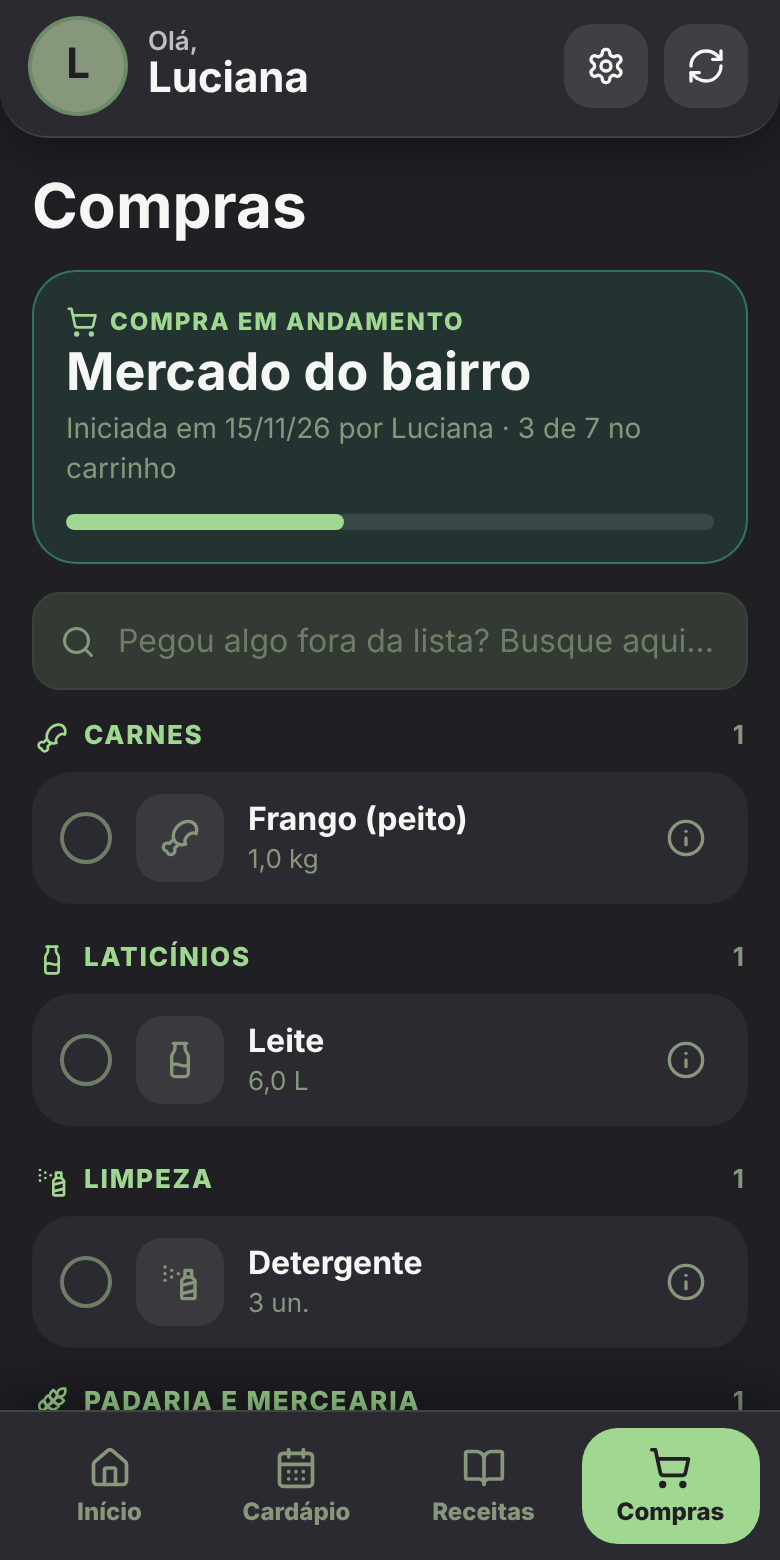 L
Olá,
Luciana
Compras
COMPRA EM ANDAMENTO
Mercado do bairro
Iniciada em 15/11/26 por Luciana · 3 de 7 no
carrinho
Pegou algo fora da lista? Busque aqui...
CARNES 1
Frango (peito)
1,0 kg
LATICÍNIOS 1
Leite
6,0 L
LIMPEZA 1
Detergente
3 un.
PADARIA E MERCEARIA 1
Início Cardápio Receitas Compras